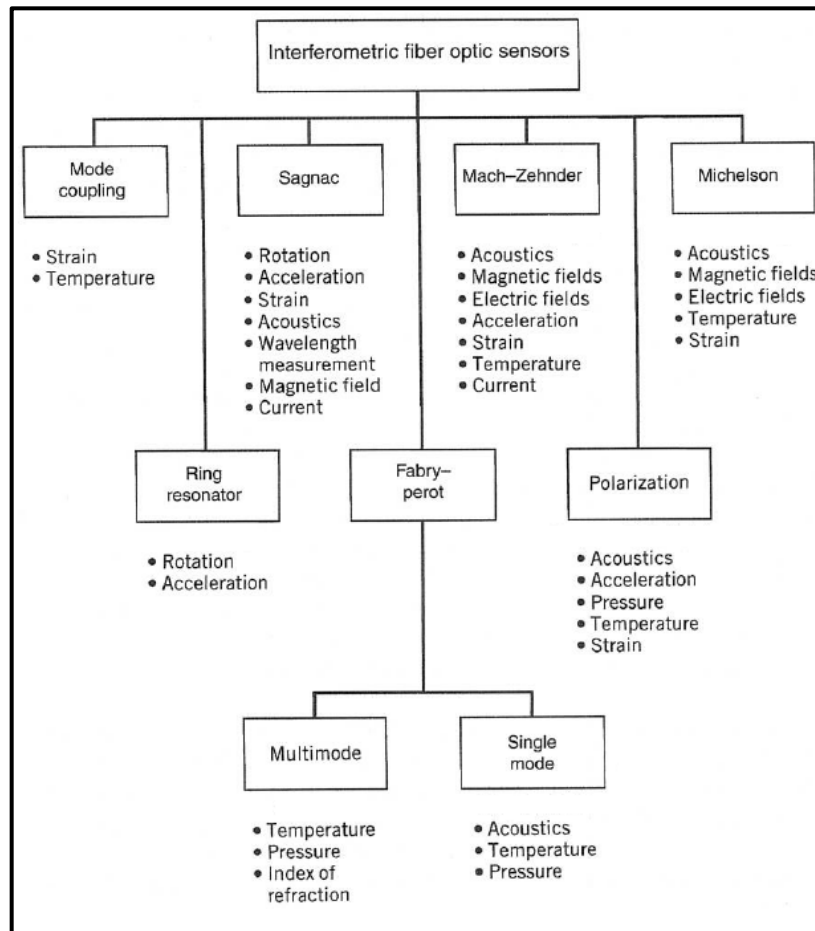 Interferometric fiber optic sensors
Mode
coupling
• Strain
• Temperature
Sagnac
• Rotation
• Acceleration
• Strain
• Acoustics
• Wavelength
measurement
• Magnetic field
• Current
Mach–Zehnder
• Acoustics
• Magnetic fields
• Electric fields
• Acceleration
• Strain
• Temperature
• Current
Michelson
• Acoustics
• Magnetic fields
• Electric fields
• Temperature
• Strain
Ring
resonator
• Rotation
• Acceleration
Fabry–
perot
Polarization
• Acoustics
• Acceleration
• Pressure
• Temperature
• Strain
Multimode
• Temperature
• Pressure
• Index of
refraction
Single
mode
• Acoustics
• Temperature
• Pressure